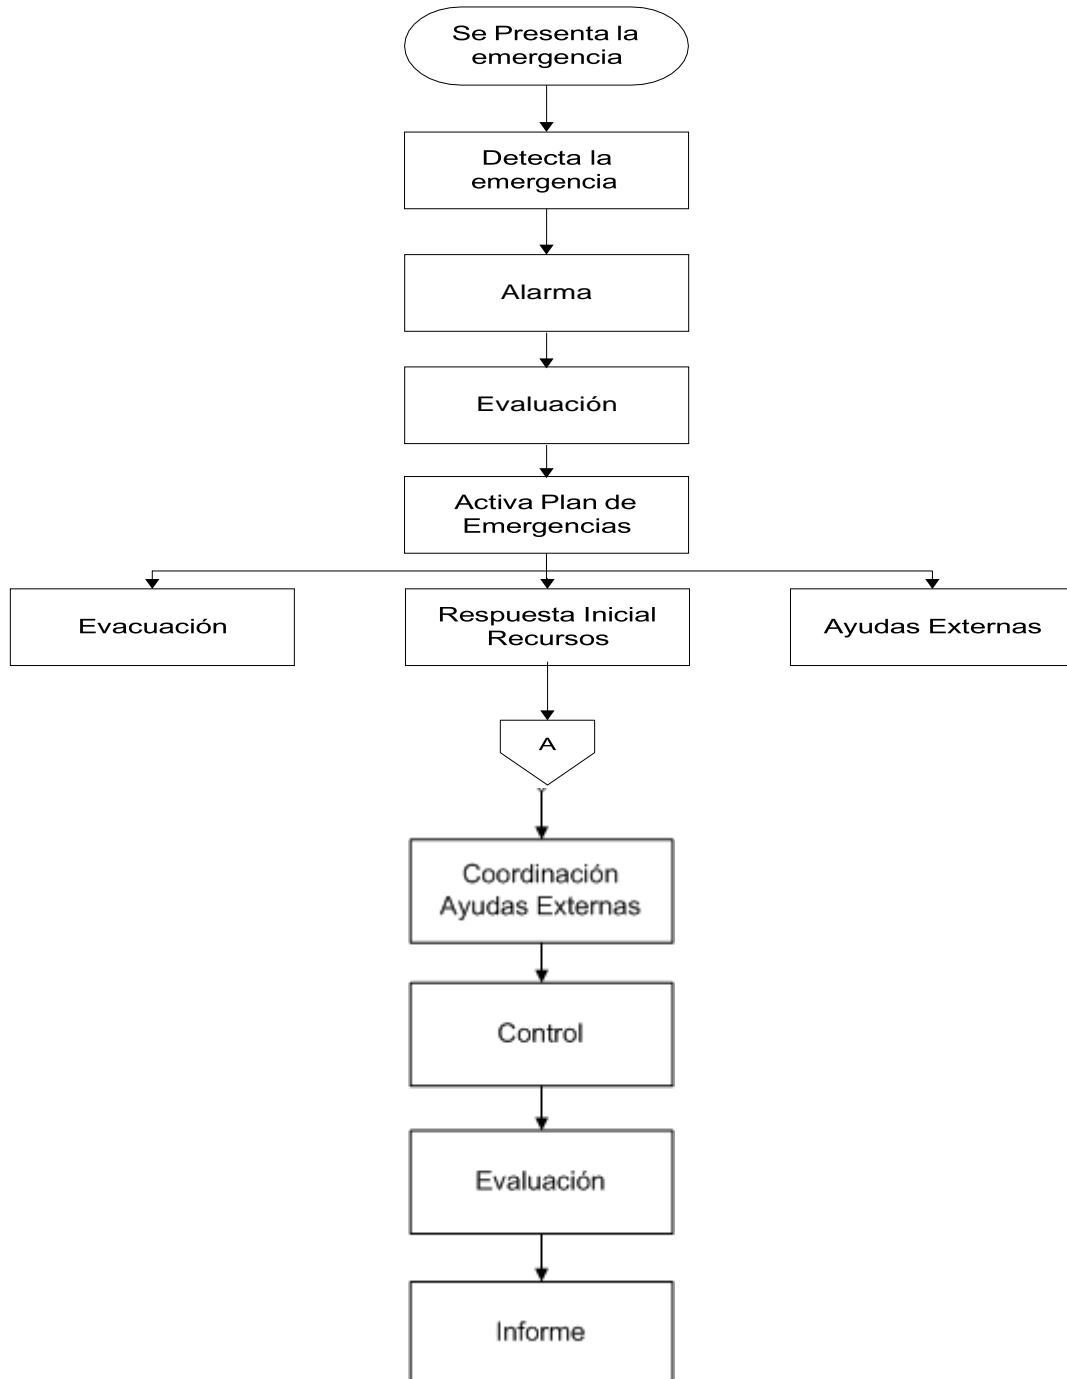 Se Presenta la
emergencia
Detecta la
emergencia
Alarma
Evaluación
Activa Plan de
Emergencias
Evacuación
Respuesta Inicial
Recursos
Ayudas Externas
A
Coordinación
Ayudas Externas
Control
Evaluación
Informe